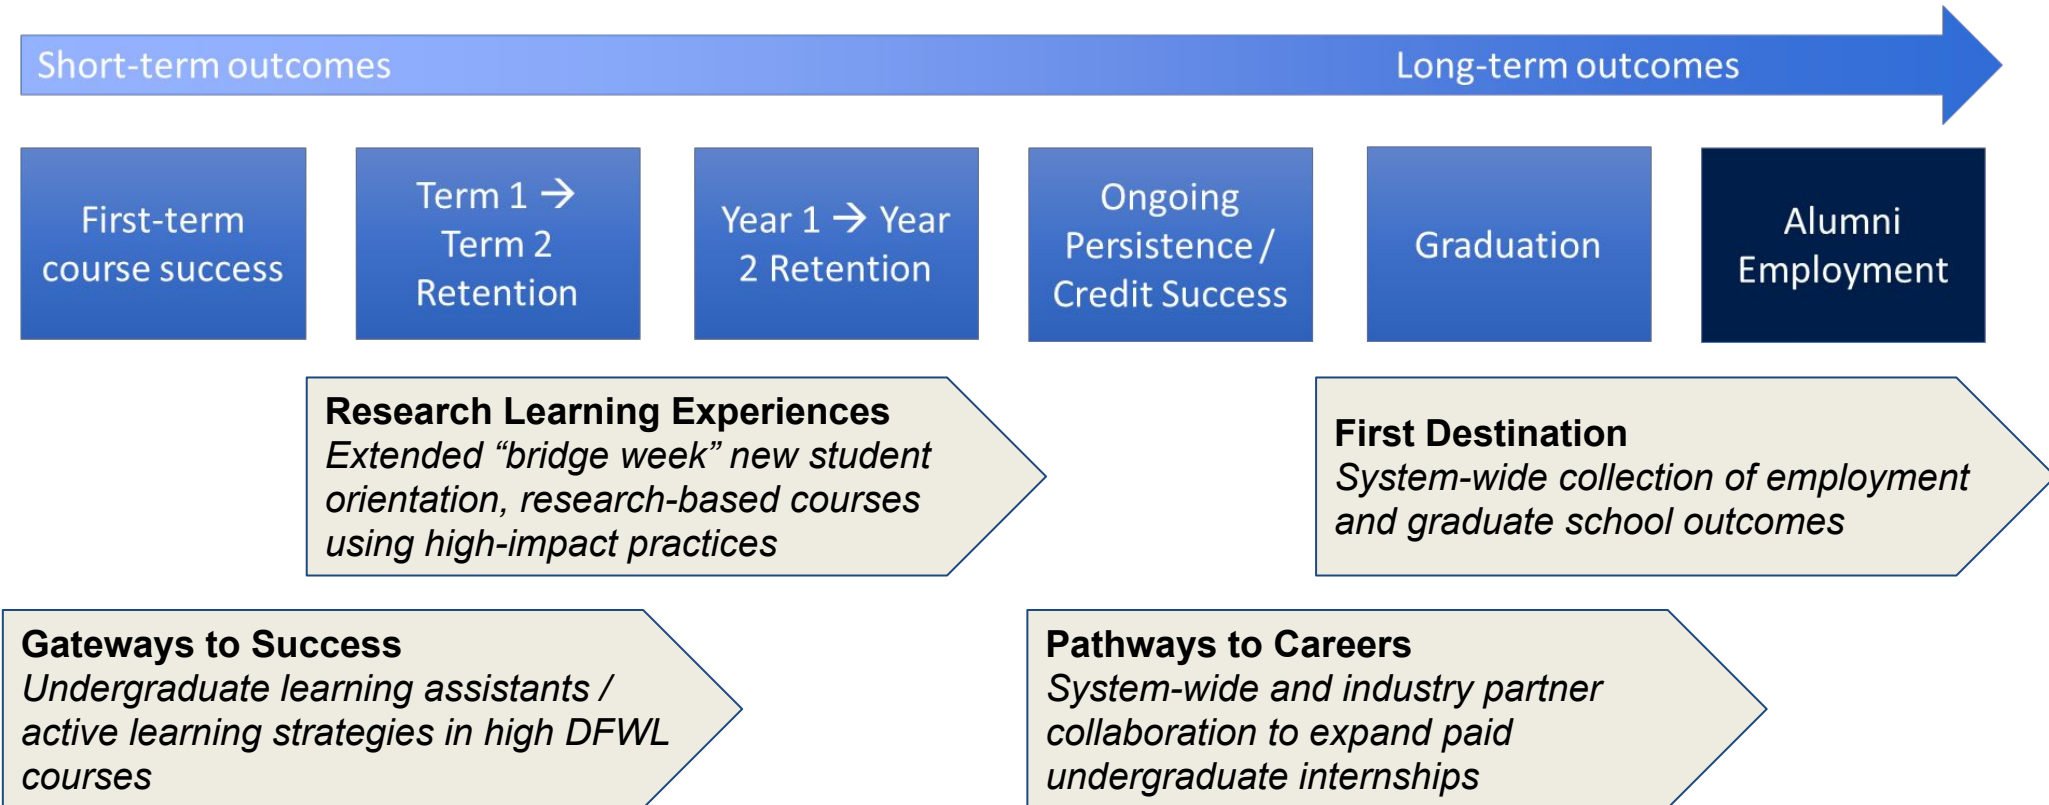 Short-term outcomes
Long-term outcomes
First-term
course success
Term 1 →
Term 2
Retention
Year 1 → Year
2 Retention
Ongoing
Persistence /
Credit Success
Graduation
Alumni
Employment
Research Learning Experiences
Extended “bridge week” new student
orientation, research-based courses
using high-impact practices
First Destination
System-wide collection of employment
and graduate school outcomes
Gateways to Success
Undergraduate learning assistants /
active learning strategies in high DFWL
courses
Pathways to Careers
System-wide and industry partner
collaboration to expand paid
undergraduate internships